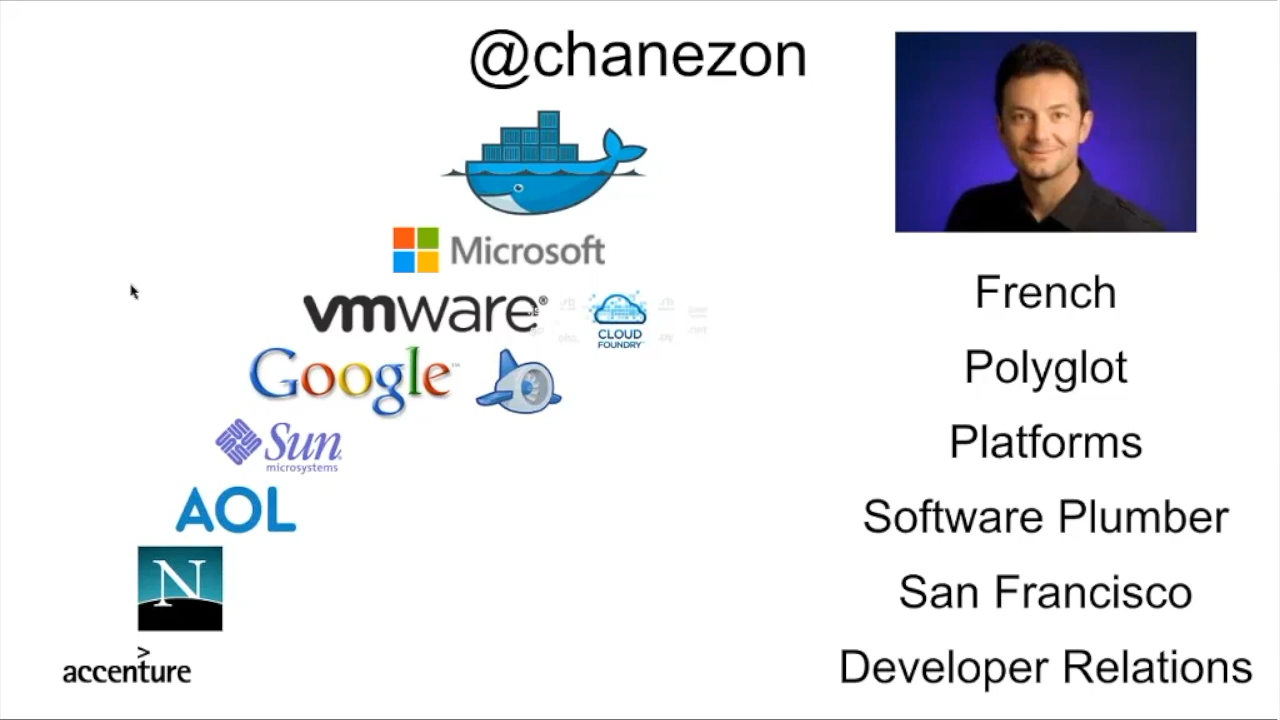 @chanezon
Microsoft
vmware®
CLOUD
FOUNDRY
Google
Sun
microsystems
AOL
N
>
accenture
French
Polyglot
Platforms
Software Plumber
San Francisco
Developer Relations